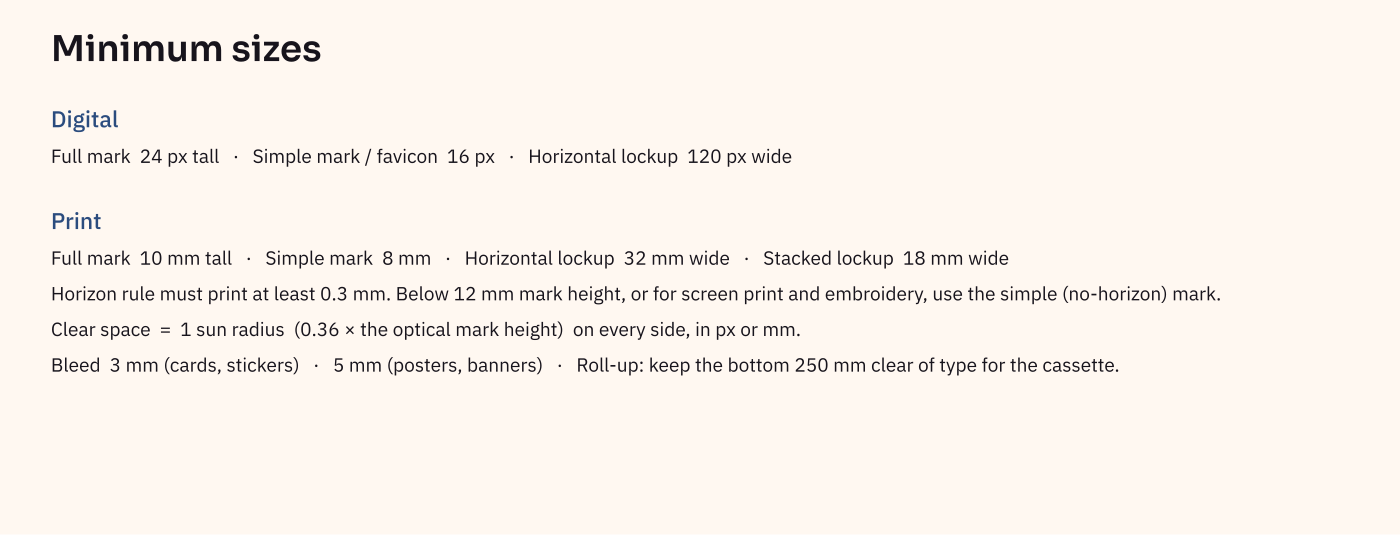 Minimum sizes
Digital
Full mark 24 px tall · Simple mark / favicon 16 px · Horizontal lockup 120 px wide
Print
Full mark 10 mm tall · Simple mark 8 mm · Horizontal lockup 32 mm wide · Stacked lockup 18 mm wide
Horizon rule must print at least 0.3 mm. Below 12 mm mark height, or for screen print and embroidery, use the simple (no-horizon) mark.
Clear space = 1 sun radius (0.36 × the optical mark height) on every side, in px or mm.
Bleed 3 mm (cards, stickers) · 5 mm (posters, banners) · Roll-up: keep the bottom 250 mm clear of type for the cassette.